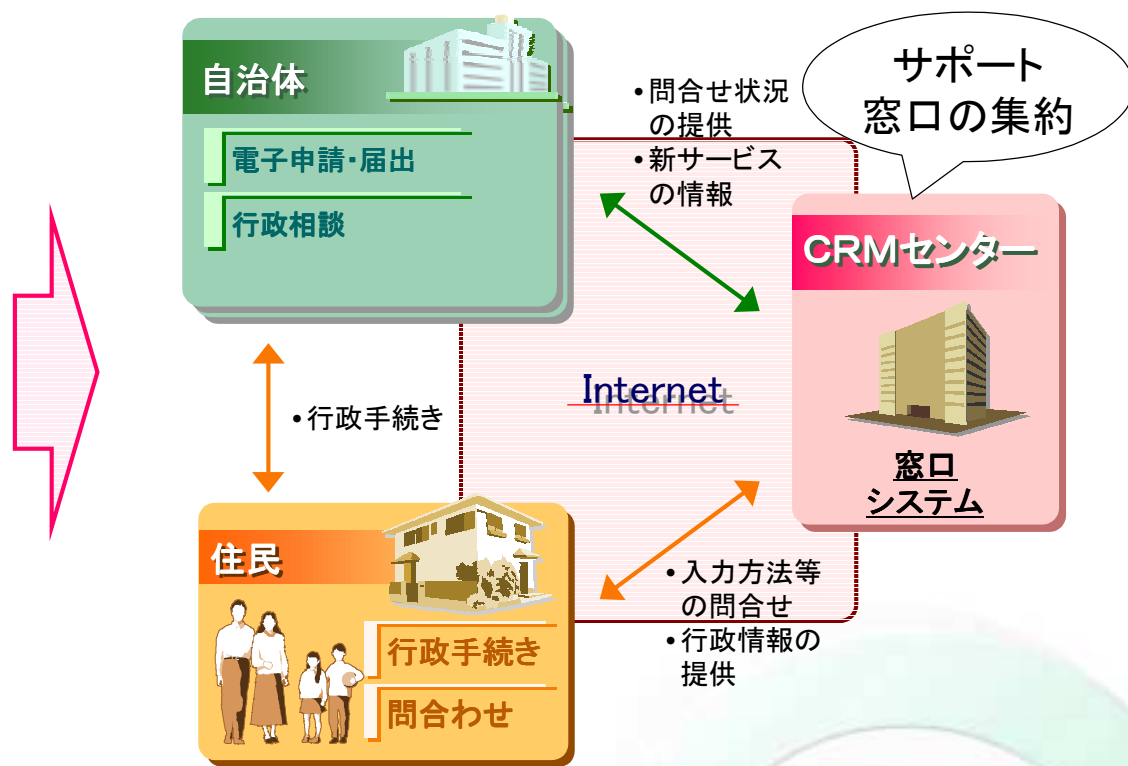 自治体
電子申請・届出
行政相談
•問合せ状況
の提供
•新サービス
の情報
サポート
窓口の集約
CRMセンター
窓口
システム
Internet
•行政手続き
住民
行政手続き
問合わせ
•入力方法等
の問合せ
•行政情報の
提供